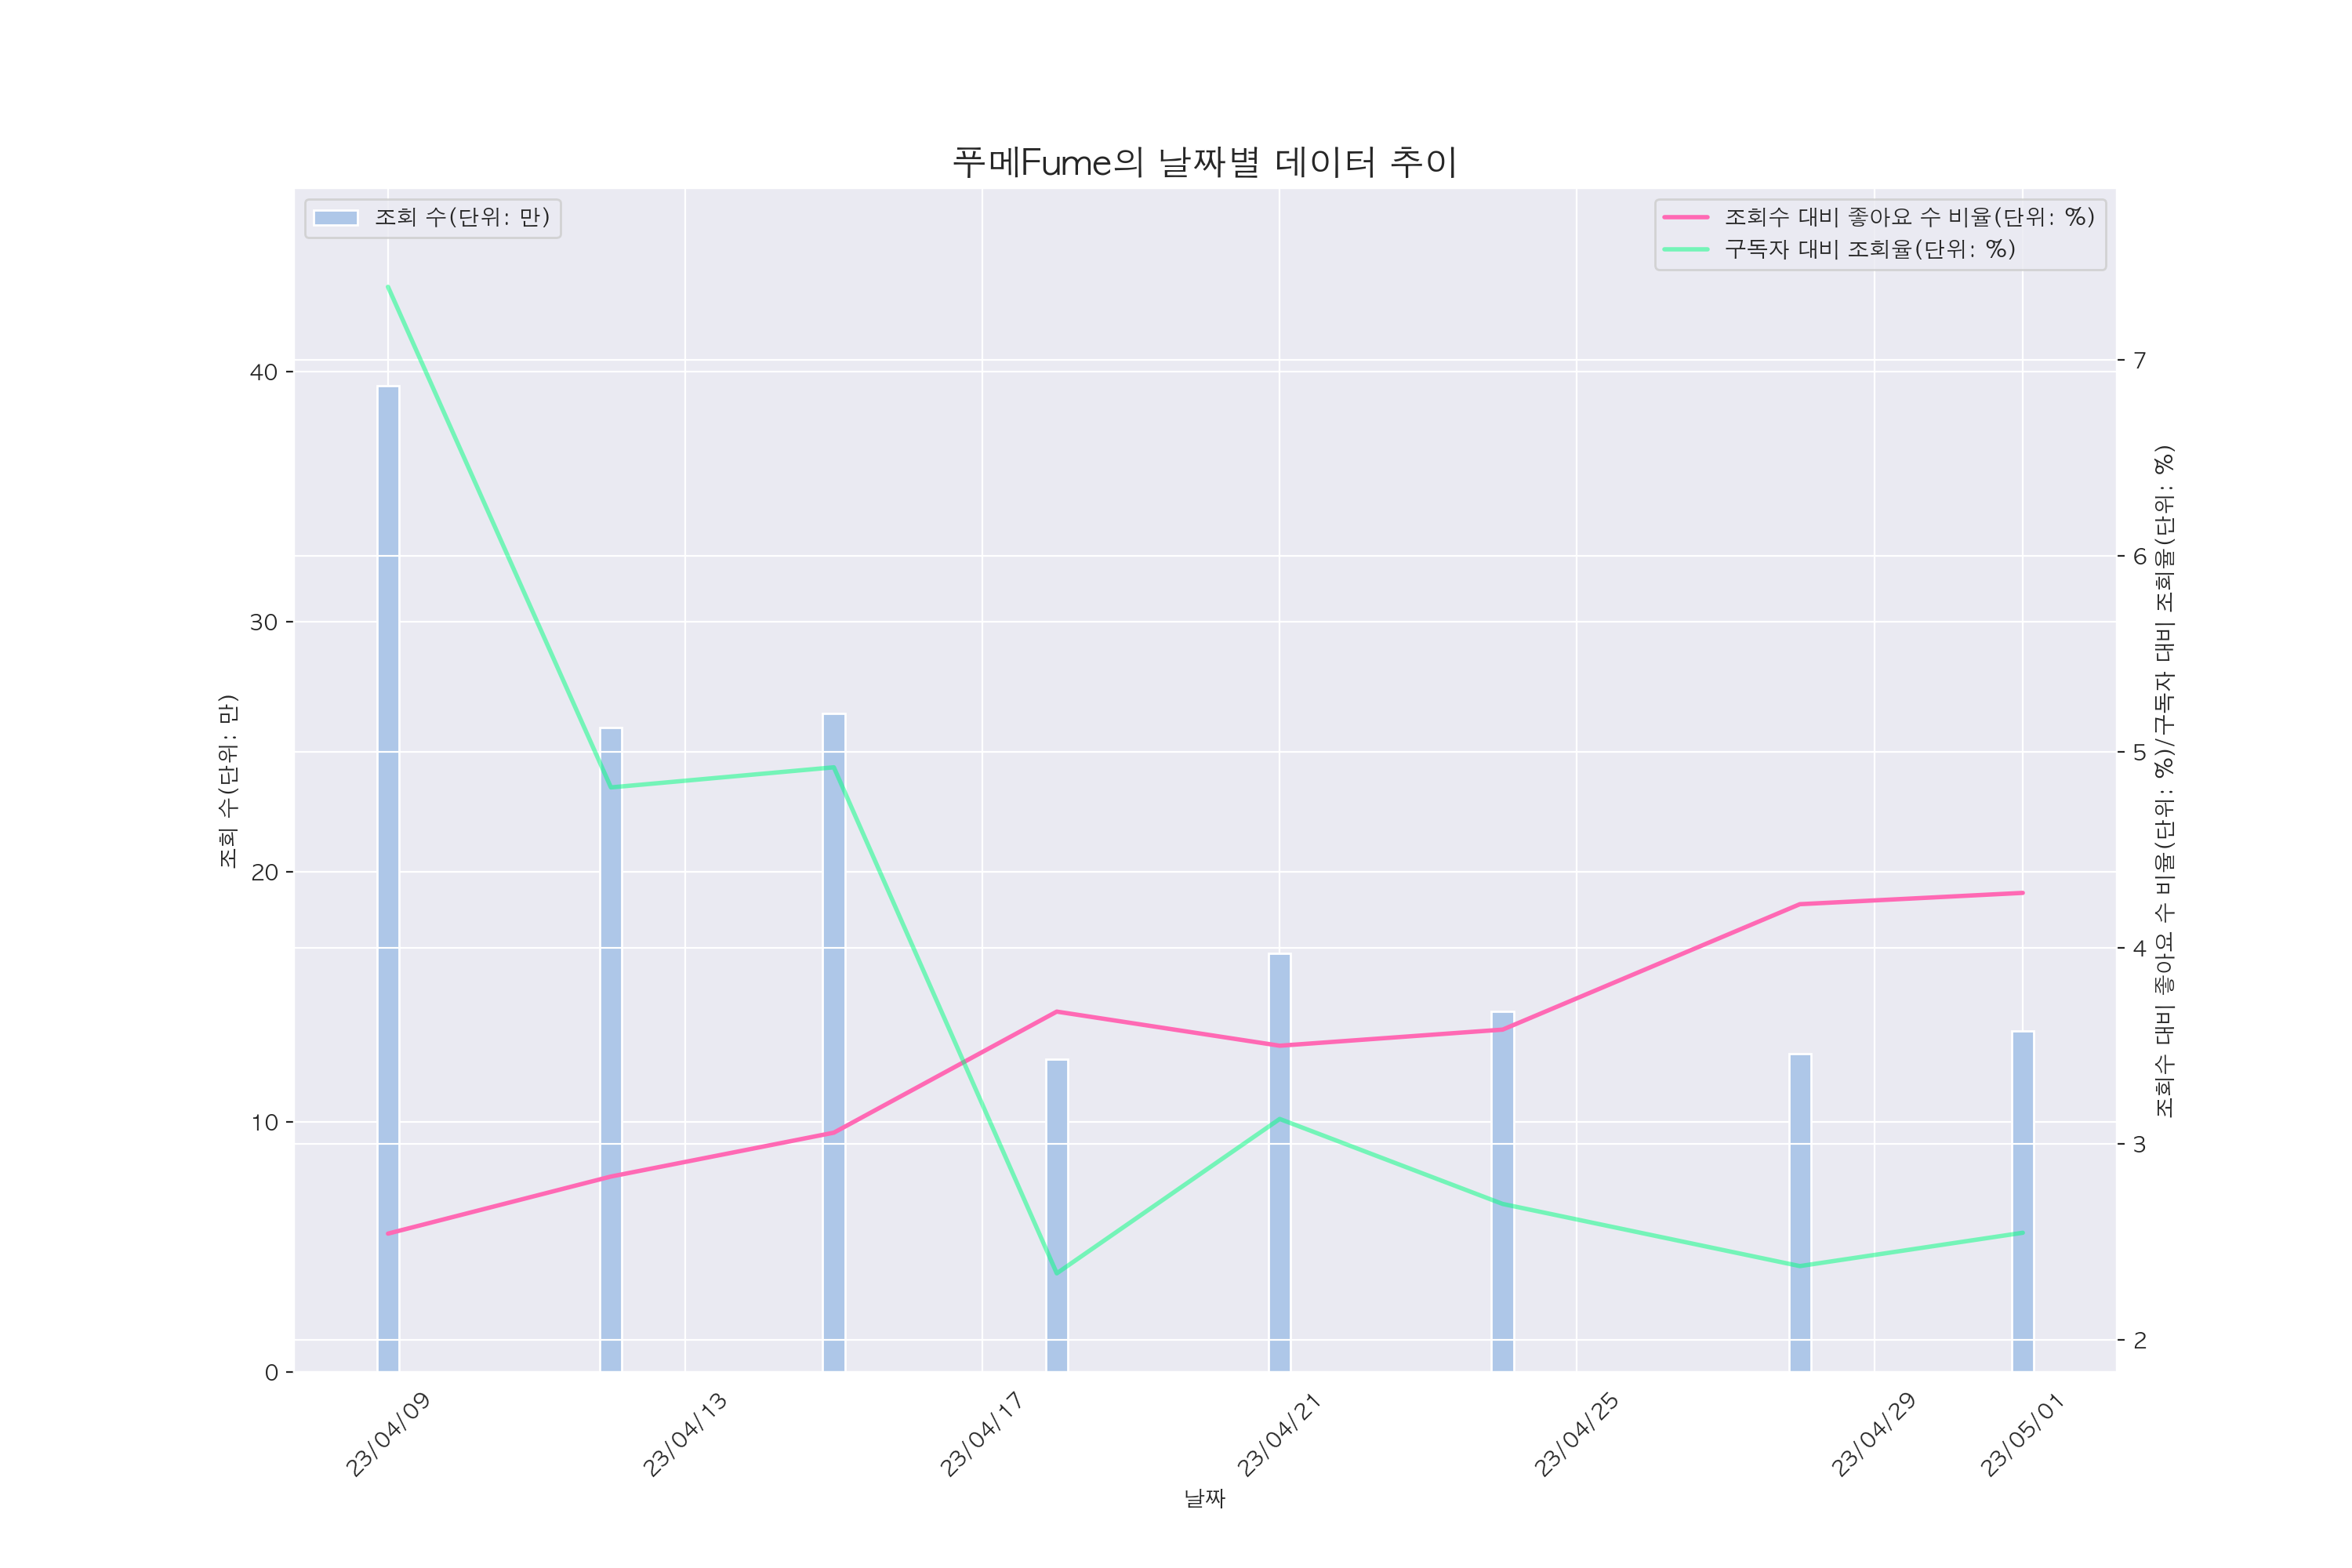 푸메Fume의 날짜별 데이터 추이
조회 수(단위: 만)
조회수 대비 좋아요 수 비율(단위: %)
구독자 대비 조회율(단위: %)
조회 수(단위: 만)
40
30
20
10
0
7
6
5
4
3
2
조회수 대비 좋아요 수 비율(단위: %)/구독자 대비 조회율(단위: %)
23/04/09
23/04/13
23/04/17
23/04/21
23/04/25
23/04/29
23/05/01
날짜